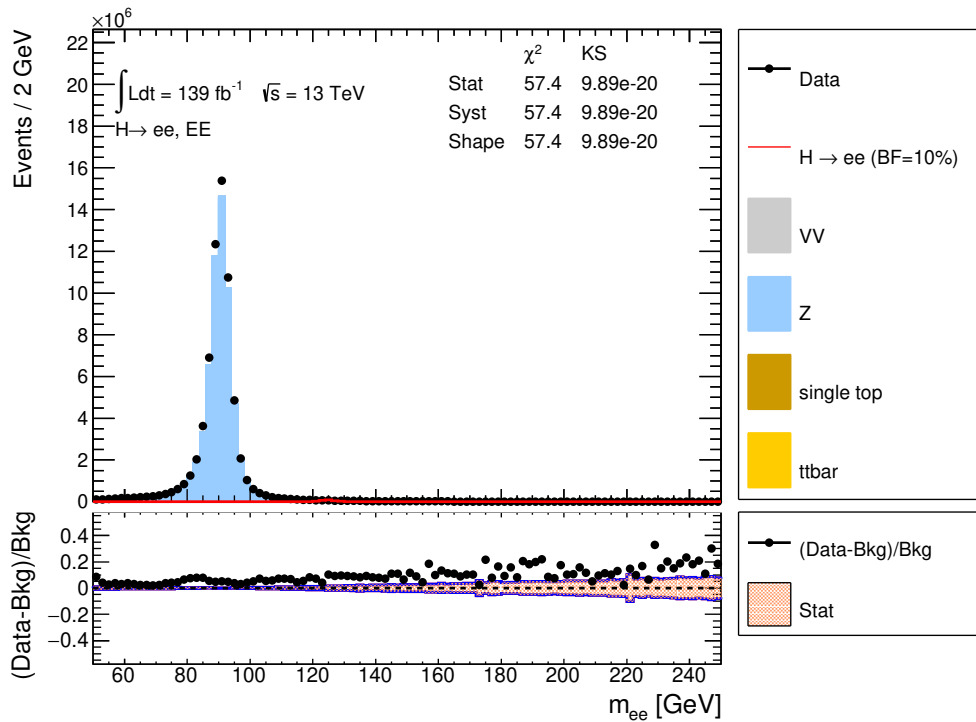 ×10⁶
Events / 2 GeV
22
20
18
16
14
12
10
8
6
4
2
0
∫Ldt = 139 fb⁻¹ √s = 13 TeV
H→ ee, EE
χ² KS
Stat 57.4 9.89e-20
Syst 57.4 9.89e-20
Shape 57.4 9.89e-20
Data
H → ee (BF=10%)
VV
Z
single top
ttbar
(Data-Bkg)/Bkg
0.4
0.2
0
−0.2
−0.4
60 80 100 120 140 160 180 200 220 240
m_ee [GeV]
(Data-Bkg)/Bkg
Stat